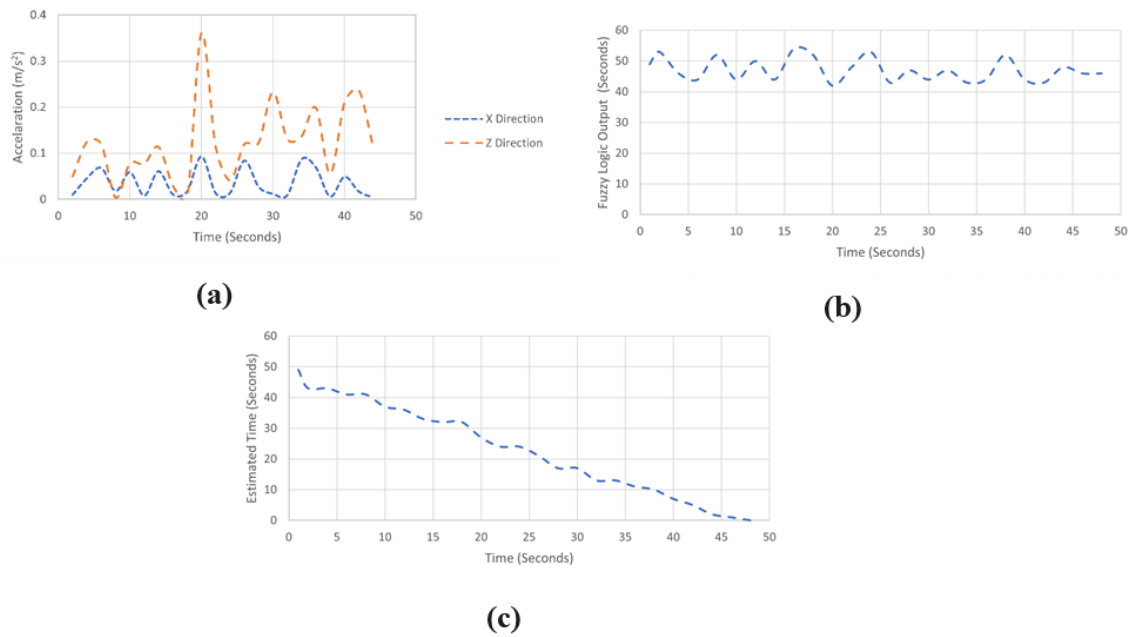 0.4
0.3
0.2
0.1
0
Accelaration (m/s²)
0 10 20 30 40 50
Time (Seconds)
X Direction
Z Direction
(a)
60
50
40
30
20
10
0
Fuzzy Logic Output (Seconds)
0 5 10 15 20 25 30 35 40 45 50
Time (Seconds)
(b)
60
50
40
30
20
10
0
Estimated Time (Seconds)
0 5 10 15 20 25 30 35 40 45 50
Time (Seconds)
(c)